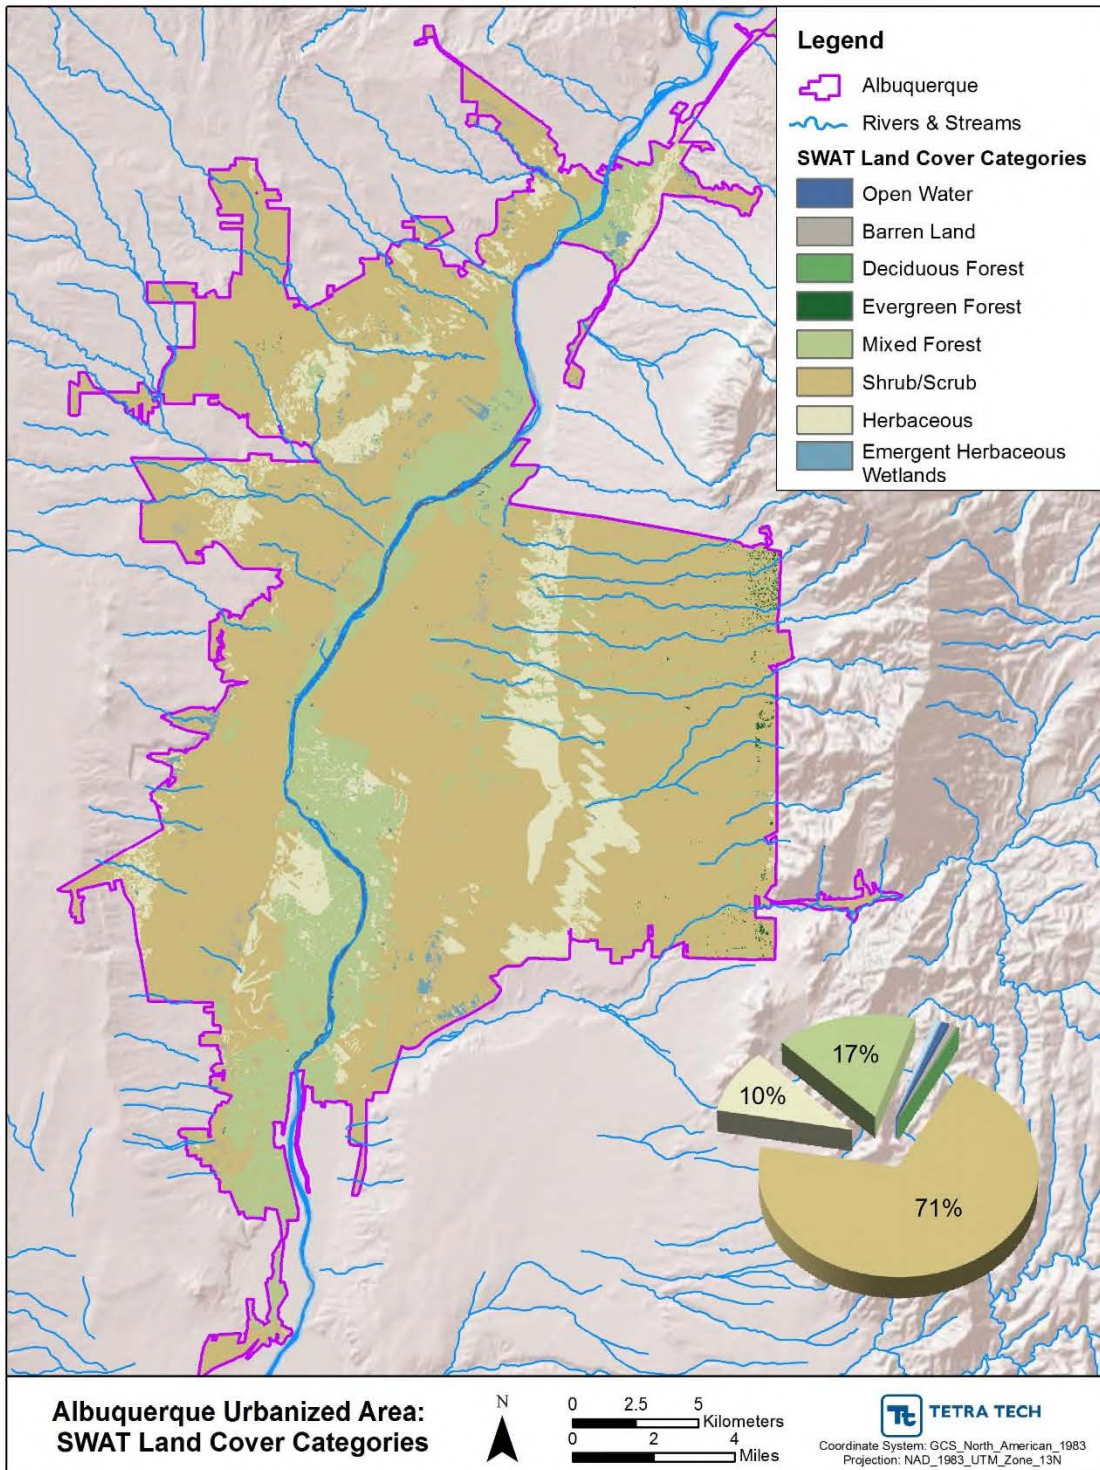 Legend
Albuquerque
Rivers & Streams
SWAT Land Cover Categories
Open Water
Barren Land
Deciduous Forest
Evergreen Forest
Mixed Forest
Shrub/Scrub
Herbaceous
Emergent Herbaceous
Wetlands
17%
10%
71%
Albuquerque Urbanized Area:
SWAT Land Cover Categories
N
0 2.5 5
Kilometers
0 2 4
Miles
Tt TETRA TECH
Coordinate System: GCS_North_American_1983
Projection: NAD_1983_UTM_Zone_13N